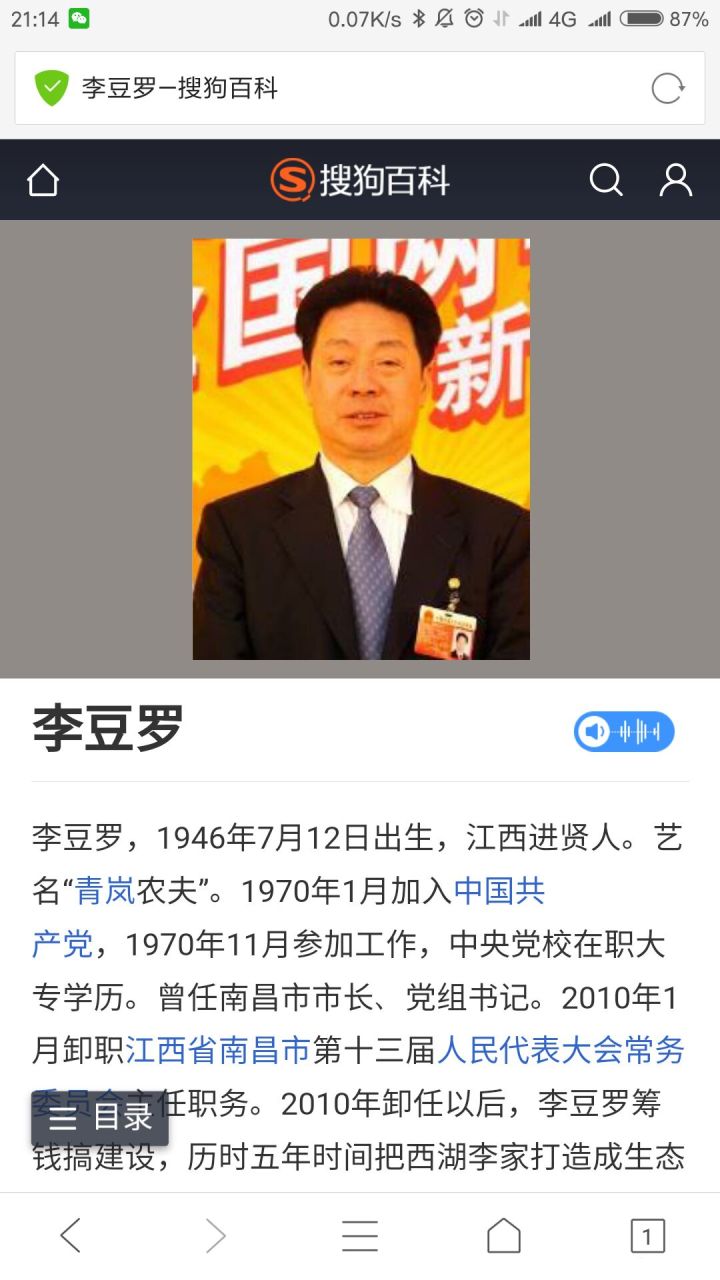 21:14
0.07K/s
4G
87%
李豆罗-搜狗百科
搜狗百科
国两
新
李豆罗
李豆罗，1946年7月12日出生，江西进贤人。艺
名“青岚农夫”。1970年1月加入中国共
产党，1970年11月参加工作，中央党校在职大
专学历。曾任南昌市市长、党组书记。2010年1
月卸职江西省南昌市第十三届人民代表大会常务
委员会主任职务。2010年卸任以后，李豆罗筹
目录
钱搞建设，历时五年时间把西湖李家打造成生态
1